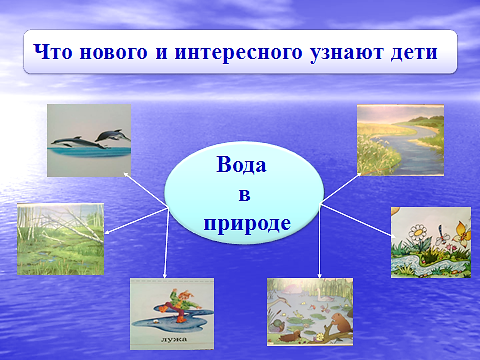 Что нового и интересного узнают дети
Вода
в
природе
лужа